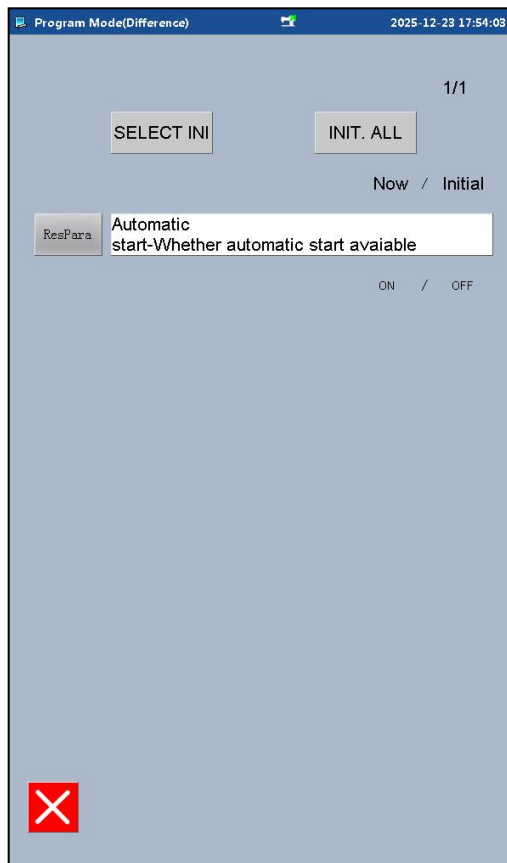 Program Mode(Difference)
2025-12-23 17:54:03
1/1
SELECT INI
INIT. ALL
Now / Initial
ResPara
Automatic
start-Whether automatic start avaiable
ON / OFF